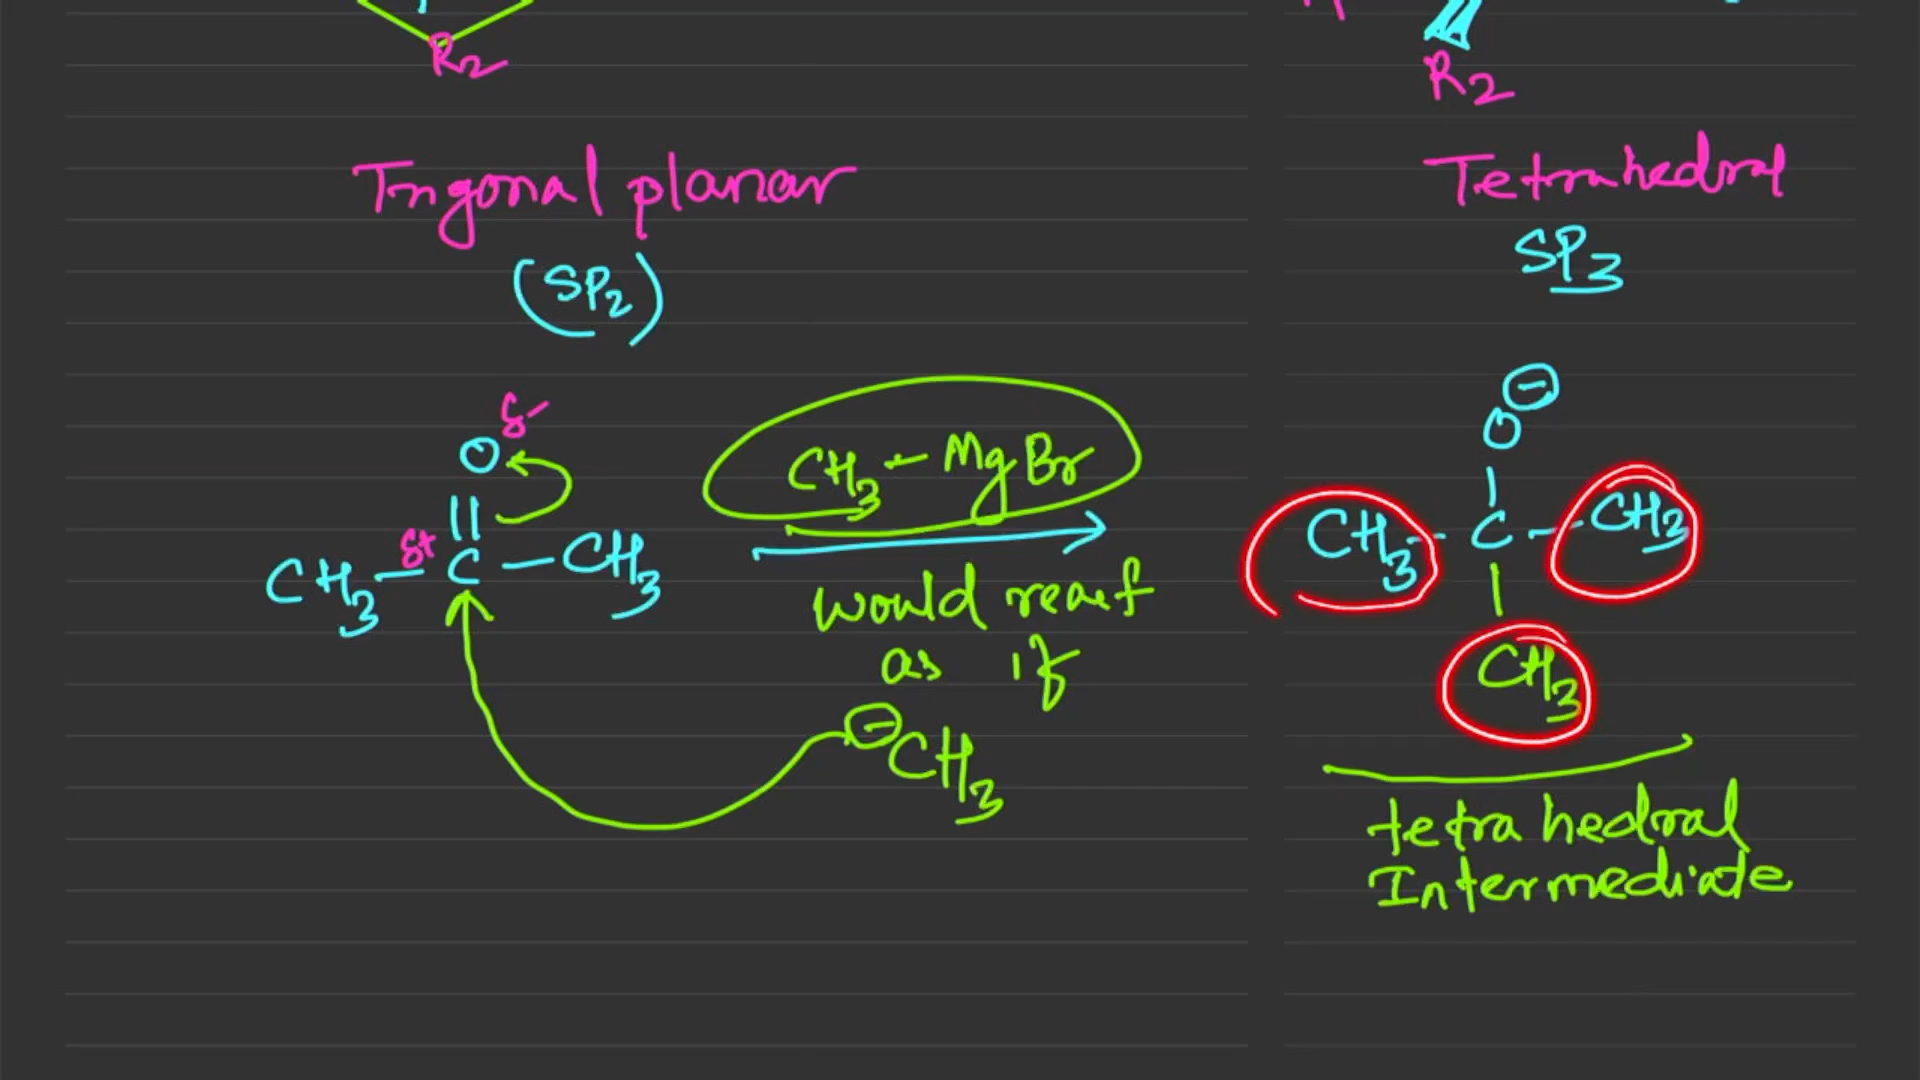 R2
R2
Trigonal planar
Tetrahedral
(SP2)
SP3
δ-
O
CH3-MgBr
O⊖
δ+
CH3-C-CH3
CH3-C-CH3
would react
as if
CH3
⊖CH3
tetrahedral
Intermediate